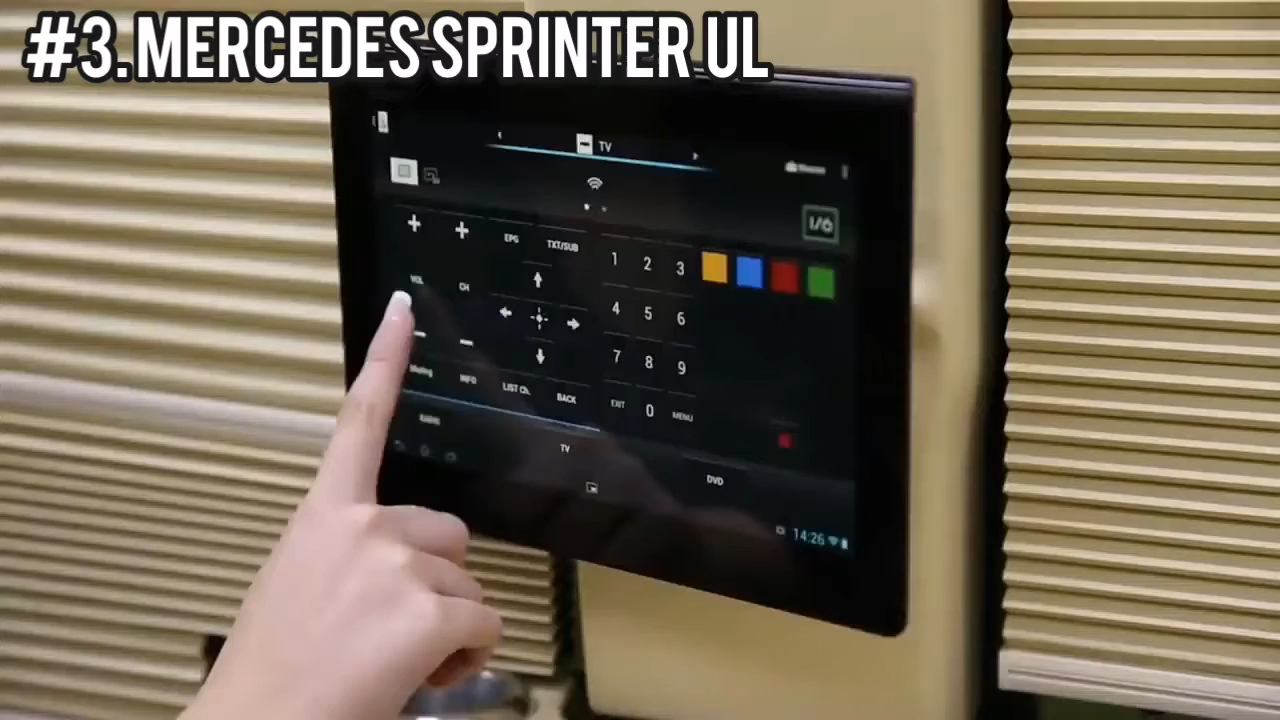 #3. MERCEDES SPRINTER UL
TV
I/O
EPG TXT/SUB
1 2 3
VOL CH
4 5 6
7 8 9
Muting INFO LIST Ch. BACK
EXIT 0 MENU
TV
DVD
14:26